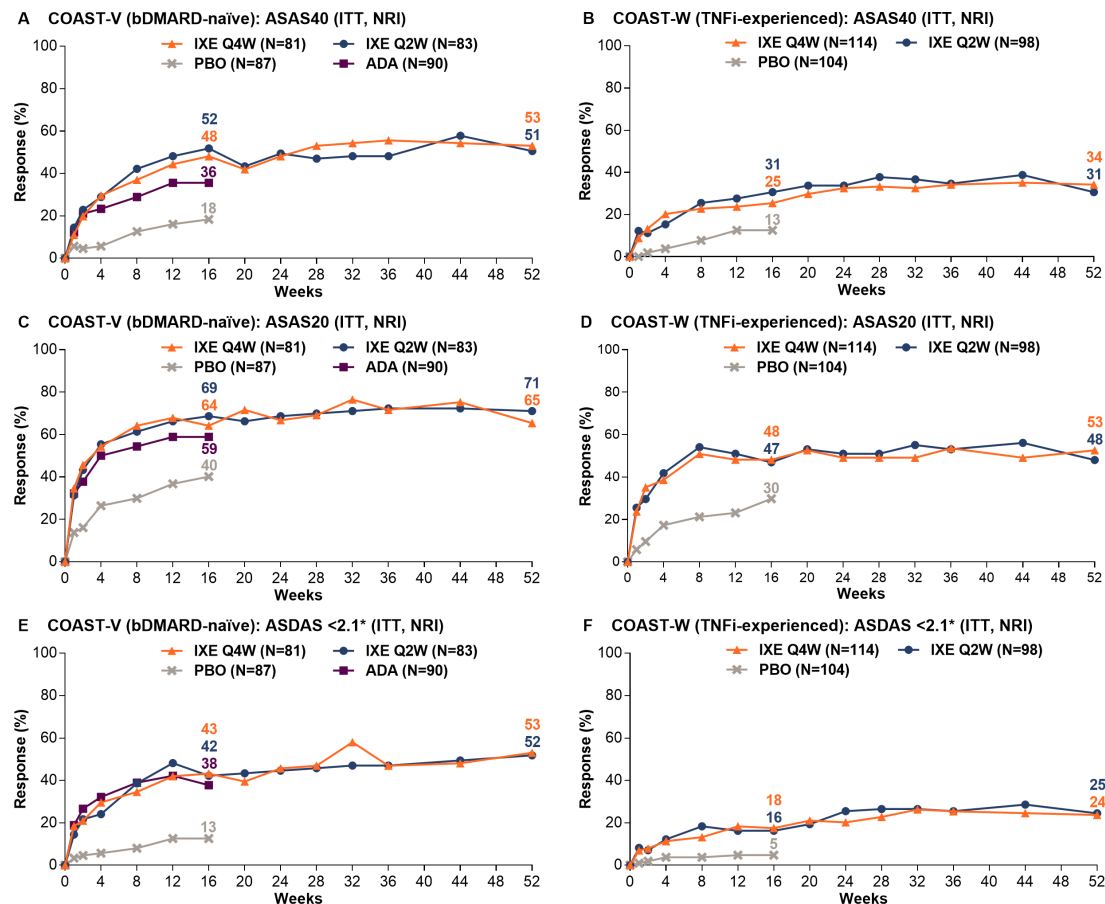 A COAST-V (bDMARD-naïve): ASAS40 (ITT, NRI)
IXE Q4W (N=81) IXE Q2W (N=83)
PBO (N=87) ADA (N=90)
Response (%)
100
80
60
40
20
0
52
48
36
18
53
51
0 4 8 12 16 20 24 28 32 36 40 44 48 52
Weeks
B COAST-W (TNFi-experienced): ASAS40 (ITT, NRI)
IXE Q4W (N=114) IXE Q2W (N=98)
PBO (N=104)
Response (%)
100
80
60
40
20
0
31
25
13
34
31
0 4 8 12 16 20 24 28 32 36 40 44 48 52
Weeks
C COAST-V (bDMARD-naïve): ASAS20 (ITT, NRI)
IXE Q4W (N=81) IXE Q2W (N=83)
PBO (N=87) ADA (N=90)
Response (%)
100
80
60
40
20
0
69
64
59
40
71
65
0 4 8 12 16 20 24 28 32 36 40 44 48 52
Weeks
D COAST-W (TNFi-experienced): ASAS20 (ITT, NRI)
IXE Q4W (N=114) IXE Q2W (N=98)
PBO (N=104)
Response (%)
100
80
60
40
20
0
48
47
30
53
48
0 4 8 12 16 20 24 28 32 36 40 44 48 52
Weeks
E COAST-V (bDMARD-naïve): ASDAS <2.1* (ITT, NRI)
IXE Q4W (N=81) IXE Q2W (N=83)
PBO (N=87) ADA (N=90)
Response (%)
100
80
60
40
20
0
43
42
38
13
53
52
0 4 8 12 16 20 24 28 32 36 40 44 48 52
Weeks
F COAST-W (TNFi-experienced): ASDAS <2.1* (ITT, NRI)
IXE Q4W (N=114) IXE Q2W (N=98)
PBO (N=104)
Response (%)
100
80
60
40
20
0
18
16
5
25
24
0 4 8 12 16 20 24 28 32 36 40 44 48 52
Weeks